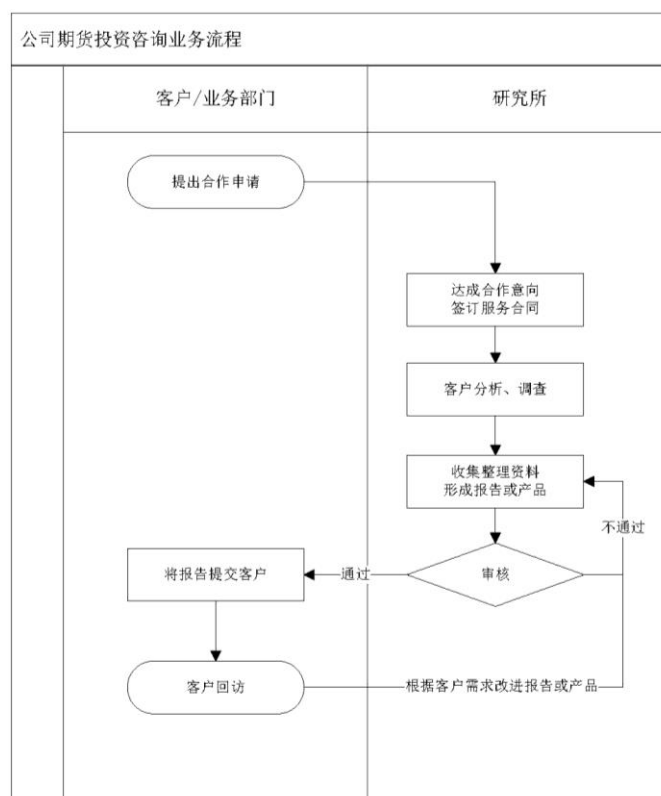 公司期货投资咨询业务流程
客户/业务部门
研究所
提出合作申请
达成合作意向
签订服务合同
客户分析、调查
收集整理资料
形成报告或产品
不通过
将报告提交客户
通过
审核
客户回访
根据客户需求改进报告或产品